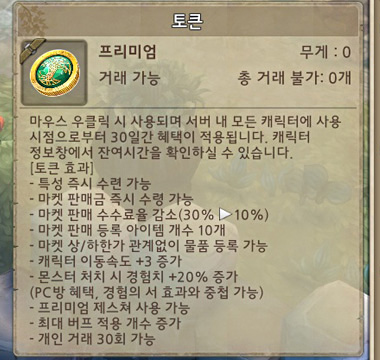 토큰
프리미엄 무게 : 0
거래 가능 총 거래 불가: 0개
마우스 우클릭 시 사용되며 서버 내 모든 캐릭터에 사용
시점으로부터 30일간 혜택이 적용됩니다. 캐릭터
정보창에서 잔여시간을 확인하실 수 있습니다.
[토큰 효과]
- 특성 즉시 수련 가능
- 마켓 판매금 즉시 수령 가능
- 마켓 판매 수수료율 감소(30% ▶10%)
- 마켓 판매 등록 아이템 개수 10개
- 마켓 상/하한가 관계없이 물품 등록 가능
- 캐릭터 이동속도 +3 증가
- 몬스터 처치 시 경험치 +20% 증가
(PC방 혜택, 경험의 서 효과와 중첩 가능)
- 프리미엄 제스쳐 사용 가능
- 최대 버프 적용 개수 증가
- 개인 거래 30회 가능